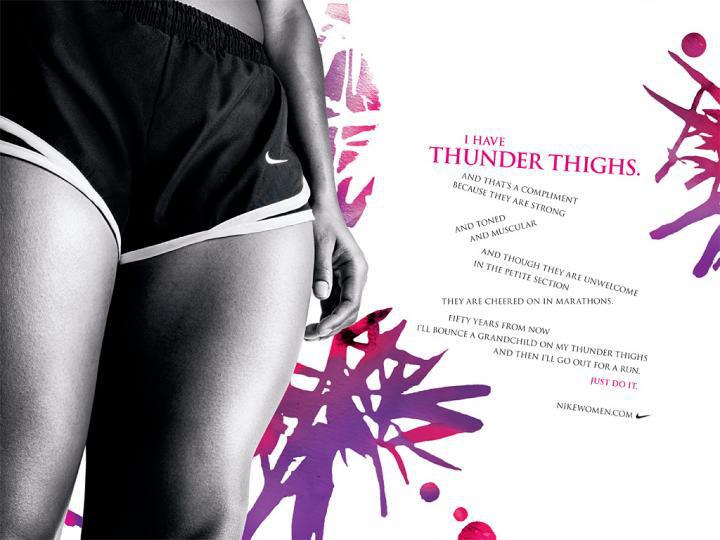 I HAVE
THUNDER THIGHS.
AND THAT'S A COMPLIMENT
BECAUSE THEY ARE STRONG
AND TONED
AND MUSCULAR
AND THOUGH THEY ARE UNWELCOME
IN THE PETITE SECTION
THEY ARE CHEERED ON IN MARATHONS.
FIFTY YEARS FROM NOW
I'LL BOUNCE A GRANDCHILD ON MY THUNDER THIGHS
AND THEN I'LL GO OUT FOR A RUN.
JUST DO IT.
NIKEWOMEN.COM